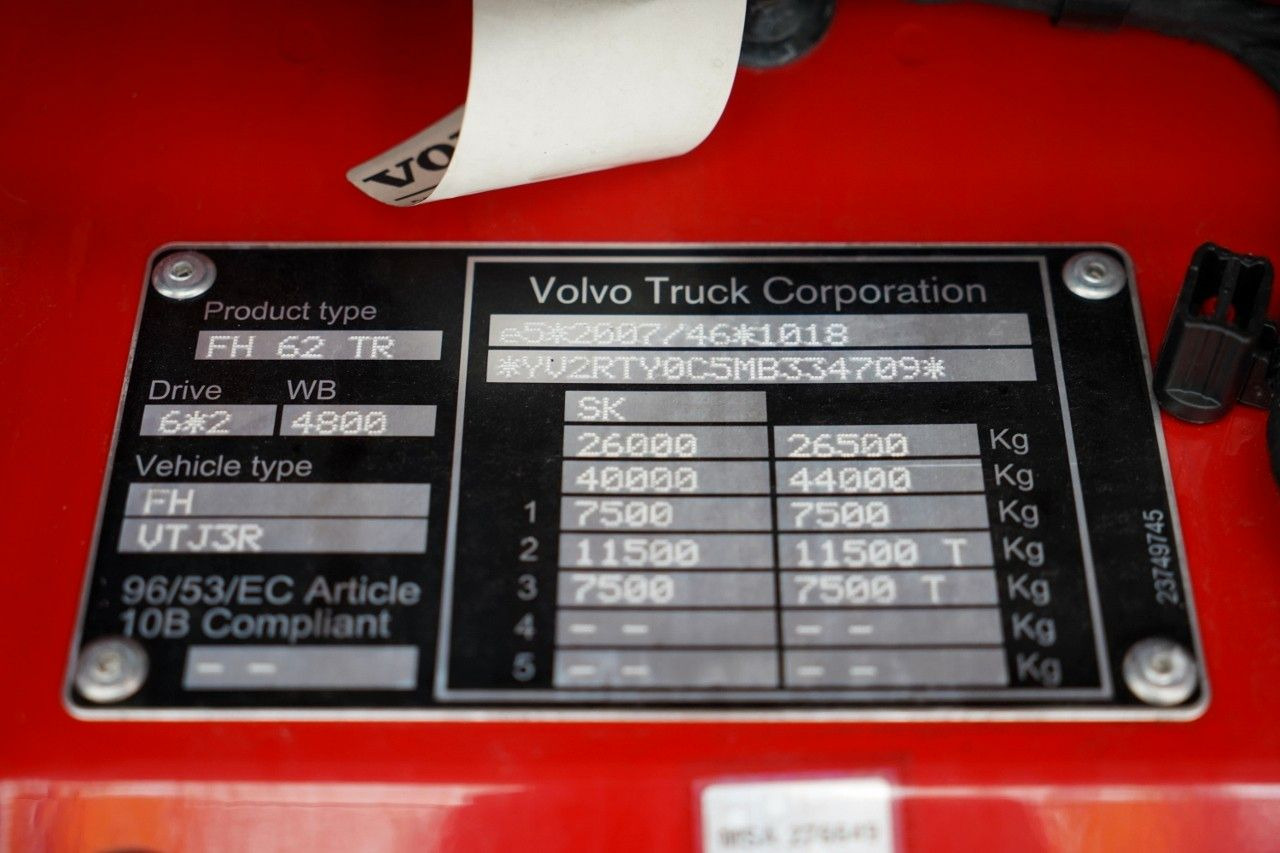 VO
Volvo Truck Corporation
Product type
FH 62 TR
Drive WB
6*2 4800
Vehicle type
FH
VTJ3R
96/53/EC Article
10B Compliant
- -
e5*2007/46*1018
*YV2RTY0C5MB334709*
SK
26000 26500 Kg
40000 44000 Kg
1 7500 7500 Kg
2 11500 11500 T Kg
3 7500 7500 T Kg
4 - - - - Kg
5 - - - - Kg
23749745